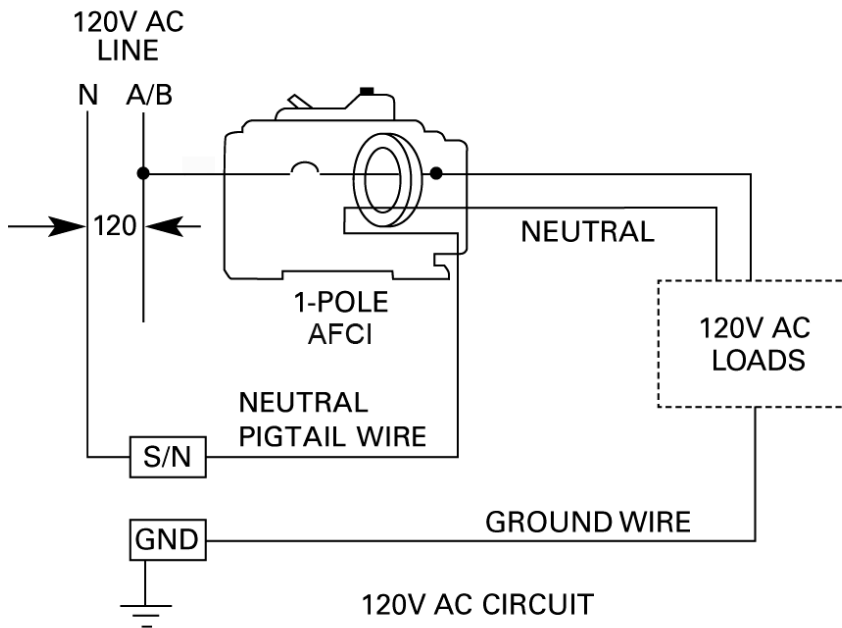 120V AC
LINE
N A/B
120
NEUTRAL
1-POLE
AFCI
120V AC
LOADS
NEUTRAL
PIGTAIL WIRE
S/N
GROUND WIRE
GND
120V AC CIRCUIT